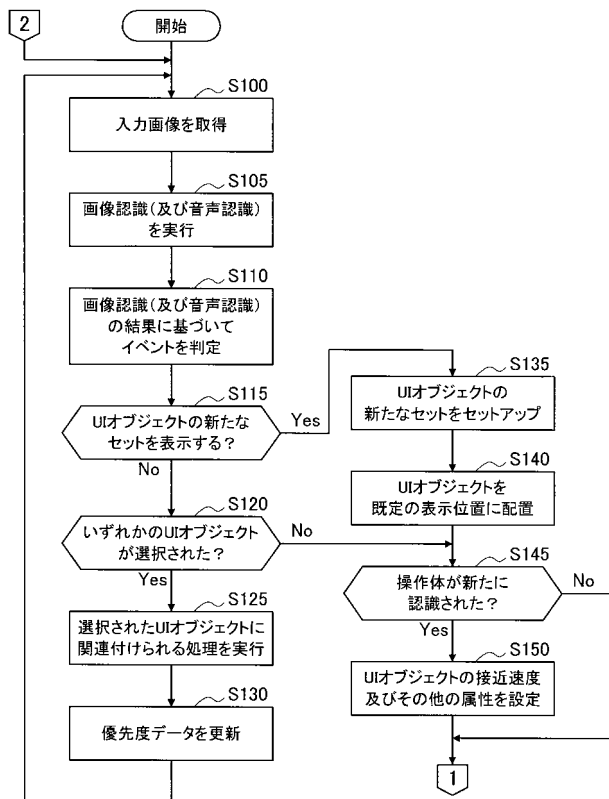 2
開始
S100
入力画像を取得
S105
画像認識(及び音声認識)
を実行
S110
画像認識(及び音声認識)
の結果に基づいて
イベントを判定
S115
UIオブジェクトの新たな
セットを表示する?
Yes
No
S120
いずれかのUIオブジェクト
が選択された?
No
Yes
S125
選択されたUIオブジェクトに
関連付けられる処理を実行
S130
優先度データを更新
S135
UIオブジェクトの
新たなセットをセットアップ
S140
UIオブジェクトを
既定の表示位置に配置
S145
操作体が新たに
認識された?
No
Yes
S150
UIオブジェクトの接近速度
及びその他の属性を設定
1